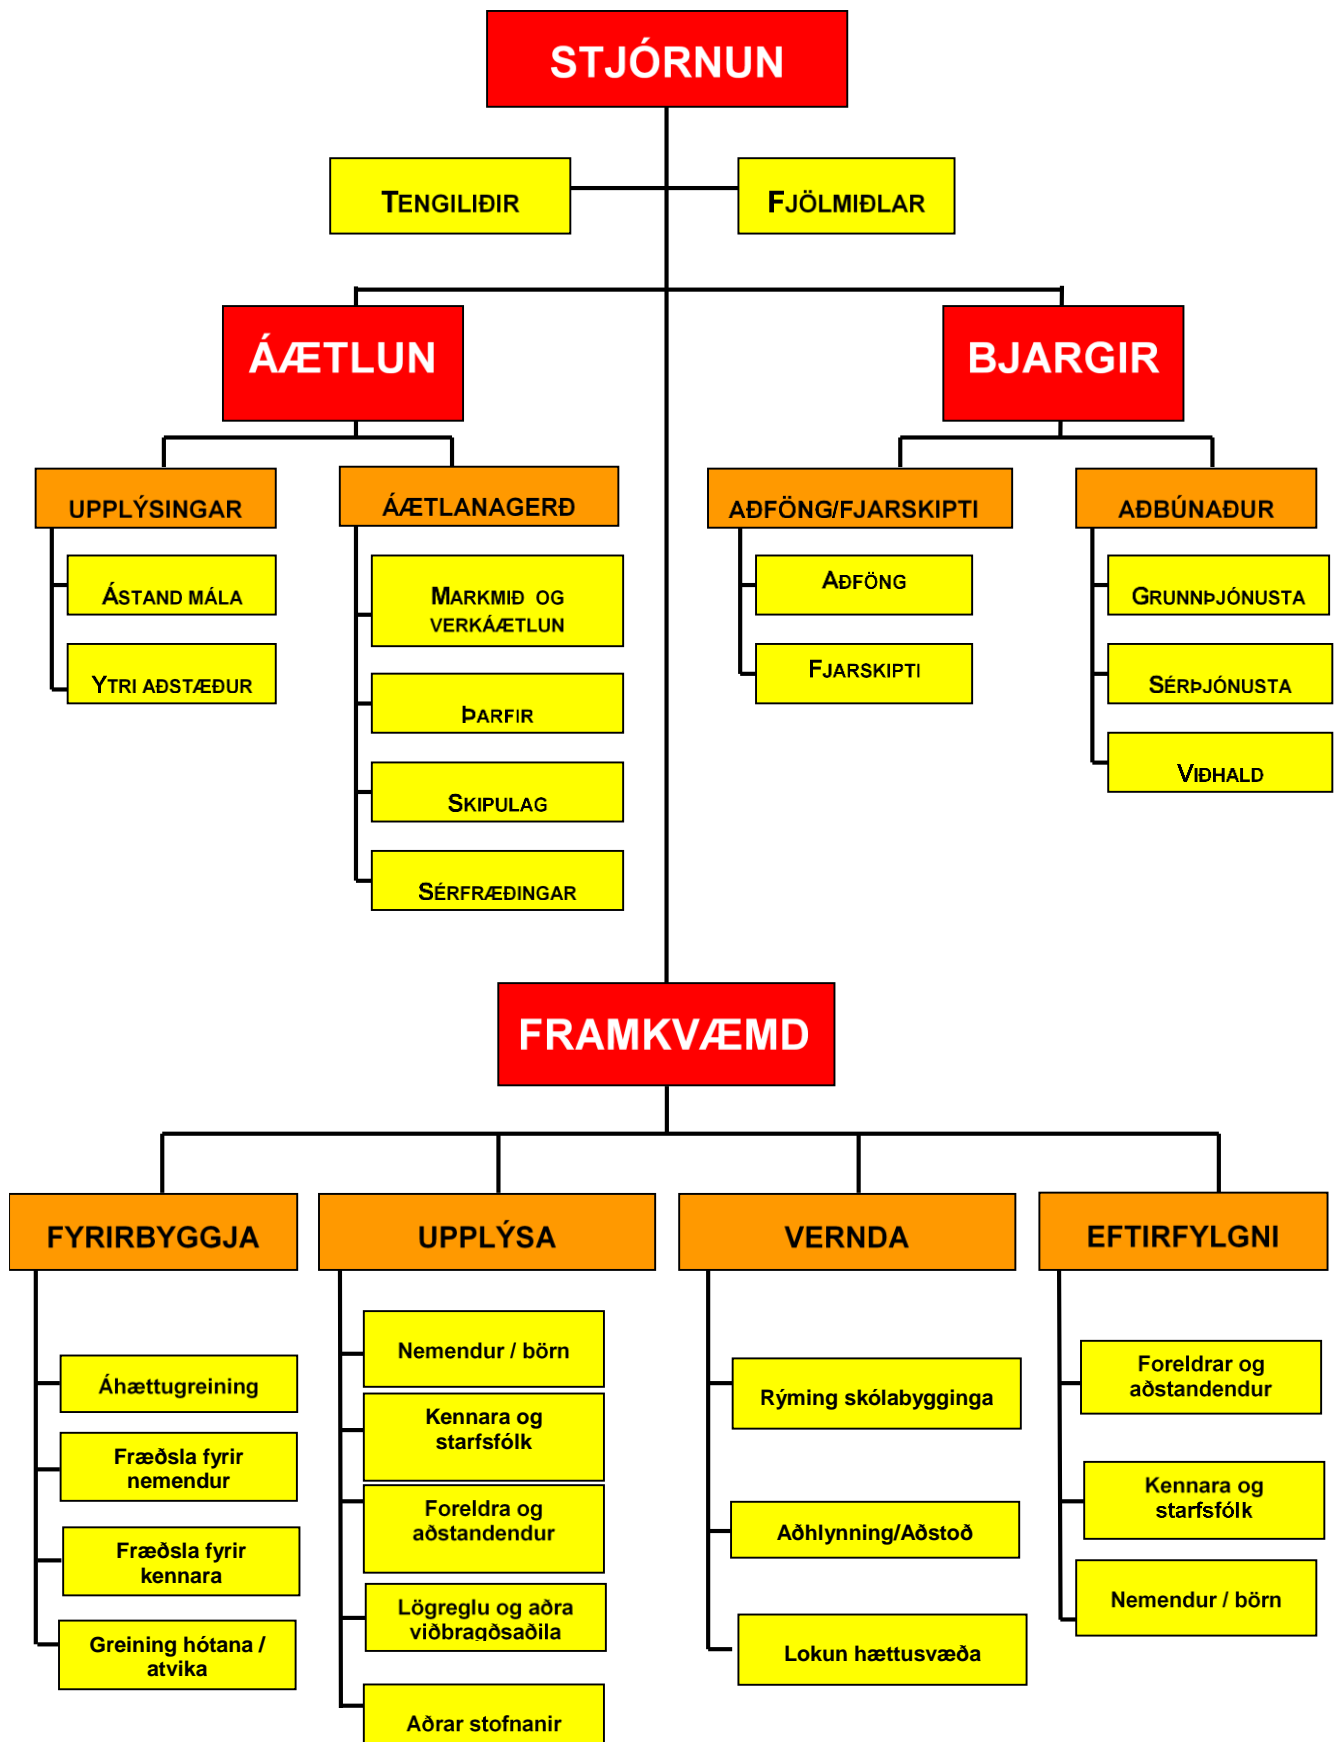 STJÓRNUN
TENGILIÐIR
FJÖLMIÐLAR
ÁÆTLUN
BJARGIR
UPPLÝSINGAR
ÁÆTLANAGERÐ
AÐFÖNG/FJARSKIPTI
AÐBÚNAÐUR
ÁSTAND MÁLA
YTRI AÐSTÆÐUR
MARKMIÐ OG
VERKÁÆTLUN
ÞARFIR
SKIPULAG
SÉRFRÆÐINGAR
AÐFÖNG
FJARSKIPTI
GRUNNÞJÓNUSTA
SÉRÞJÓNUSTA
VIÐHALD
FRAMKVÆMD
FYRIRBYGGJA
UPPLÝSA
VERNDA
EFTIRFYLGNI
Áhættugreining
Fræðsla fyrir
nemendur
Fræðsla fyrir
kennara
Greining hótana /
atvika
Nemendur / börn
Kennara og
starfsfólk
Foreldra og
aðstandendur
Lögreglu og aðra
viðbragðsaðila
Aðrar stofnanir
Rýming skólabygginga
Aðhlynning/Aðstoð
Lokun hættusvæða
Foreldrar og
aðstandendur
Kennara og
starfsfólk
Nemendur / börn